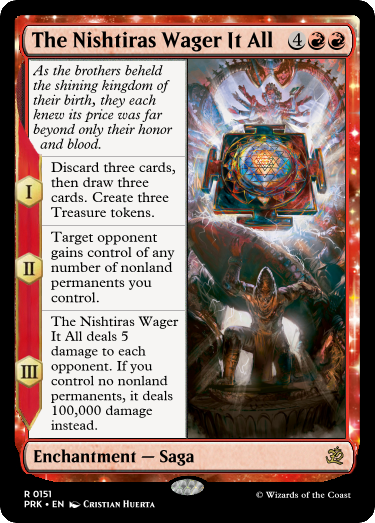 The Nishtiras Wager It All 4
As the brothers beheld
the shining kingdom of
their birth, they each
knew its price was far
beyond only their honor
and blood.
I
Discard three cards,
then draw three
cards. Create three
Treasure tokens.
II
Target opponent
gains control of any
number of nonland
permanents you
control.
III
The Nishtiras Wager
It All deals 5
damage to each
opponent. If you
control no nonland
permanents, it deals
100,000 damage
instead.
Enchantment — Saga
R 0151
PRK • EN Cristian Huerta
© Wizards of the Coast